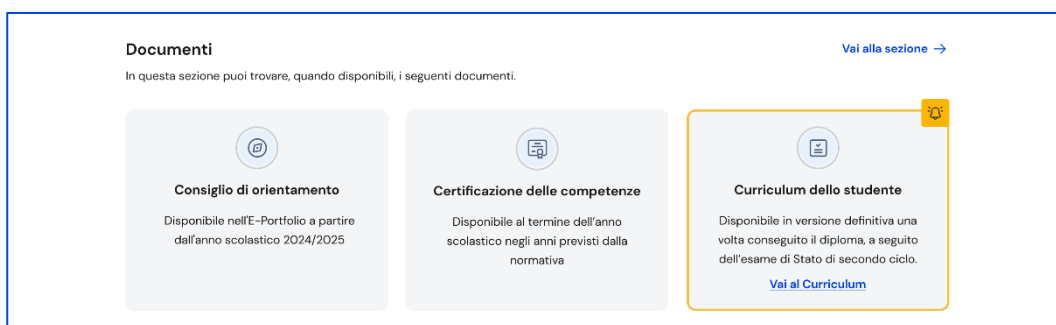 Documenti
Vai alla sezione →
In questa sezione puoi trovare, quando disponibili, i seguenti documenti.
Consiglio di orientamento
Disponibile nell'E-Portfolio a partire
dall'anno scolastico 2024/2025
Certificazione delle competenze
Disponibile al termine dell'anno
scolastico negli anni previsti dalla
normativa
Curriculum dello studente
Disponibile in versione definitiva una
volta conseguito il diploma, a seguito
dell'esame di Stato di secondo ciclo.
Vai al Curriculum